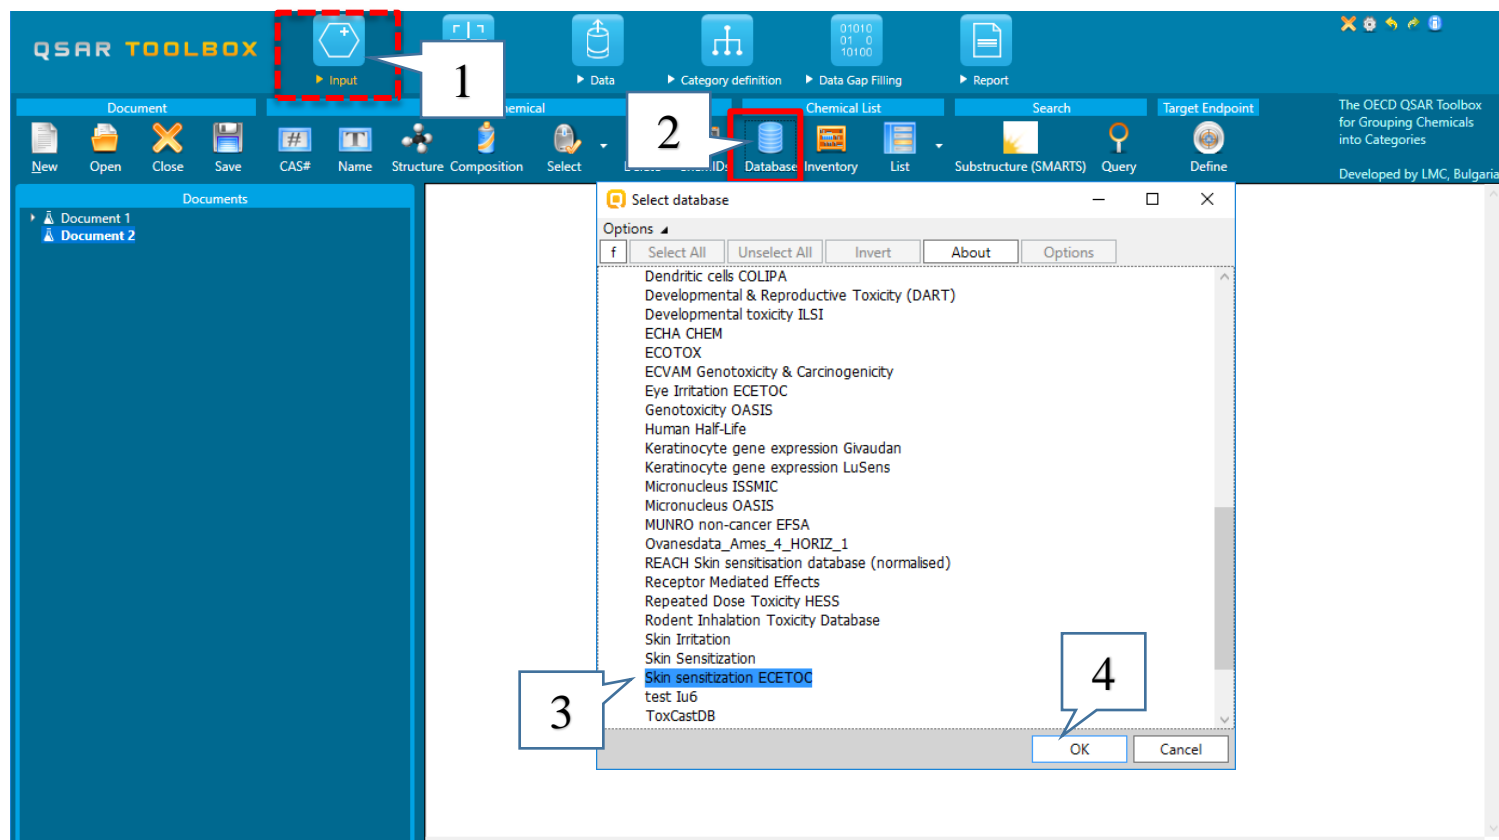 QSAR TOOLBOX
Input
Data
Category definition
Data Gap Filling
Report
01010
01 0
10100
1
2
Document
Chemical List
Search
Target Endpoint
The OECD QSAR Toolbox
for Grouping Chemicals
into Categories
Developed by LMC, Bulgaria
New
Open
Close
Save
#
CAS#
T
Name
Structure
Composition
Select
Database
Inventory
List
Substructure (SMARTS)
Query
Define
Documents
Document 1
Document 2
Select database
Options
f
Select All
Unselect All
Invert
About
Options
Dendritic cells COLIPA
Developmental & Reproductive Toxicity (DART)
Developmental toxicity ILSI
ECHA CHEM
ECOTOX
ECVAM Genotoxicity & Carcinogenicity
Eye Irritation ECETOC
Genotoxicity OASIS
Human Half-Life
Keratinocyte gene expression Givaudan
Keratinocyte gene expression LuSens
Micronucleus ISSMIC
Micronucleus OASIS
MUNRO non-cancer EFSA
Ovanesdata_Ames_4_HORIZ_1
REACH Skin sensitisation database (normalised)
Receptor Mediated Effects
Repeated Dose Toxicity HESS
Rodent Inhalation Toxicity Database
Skin Irritation
Skin Sensitization
Skin sensitization ECETOC
test Iu6
ToxCastDB
3
4
OK
Cancel